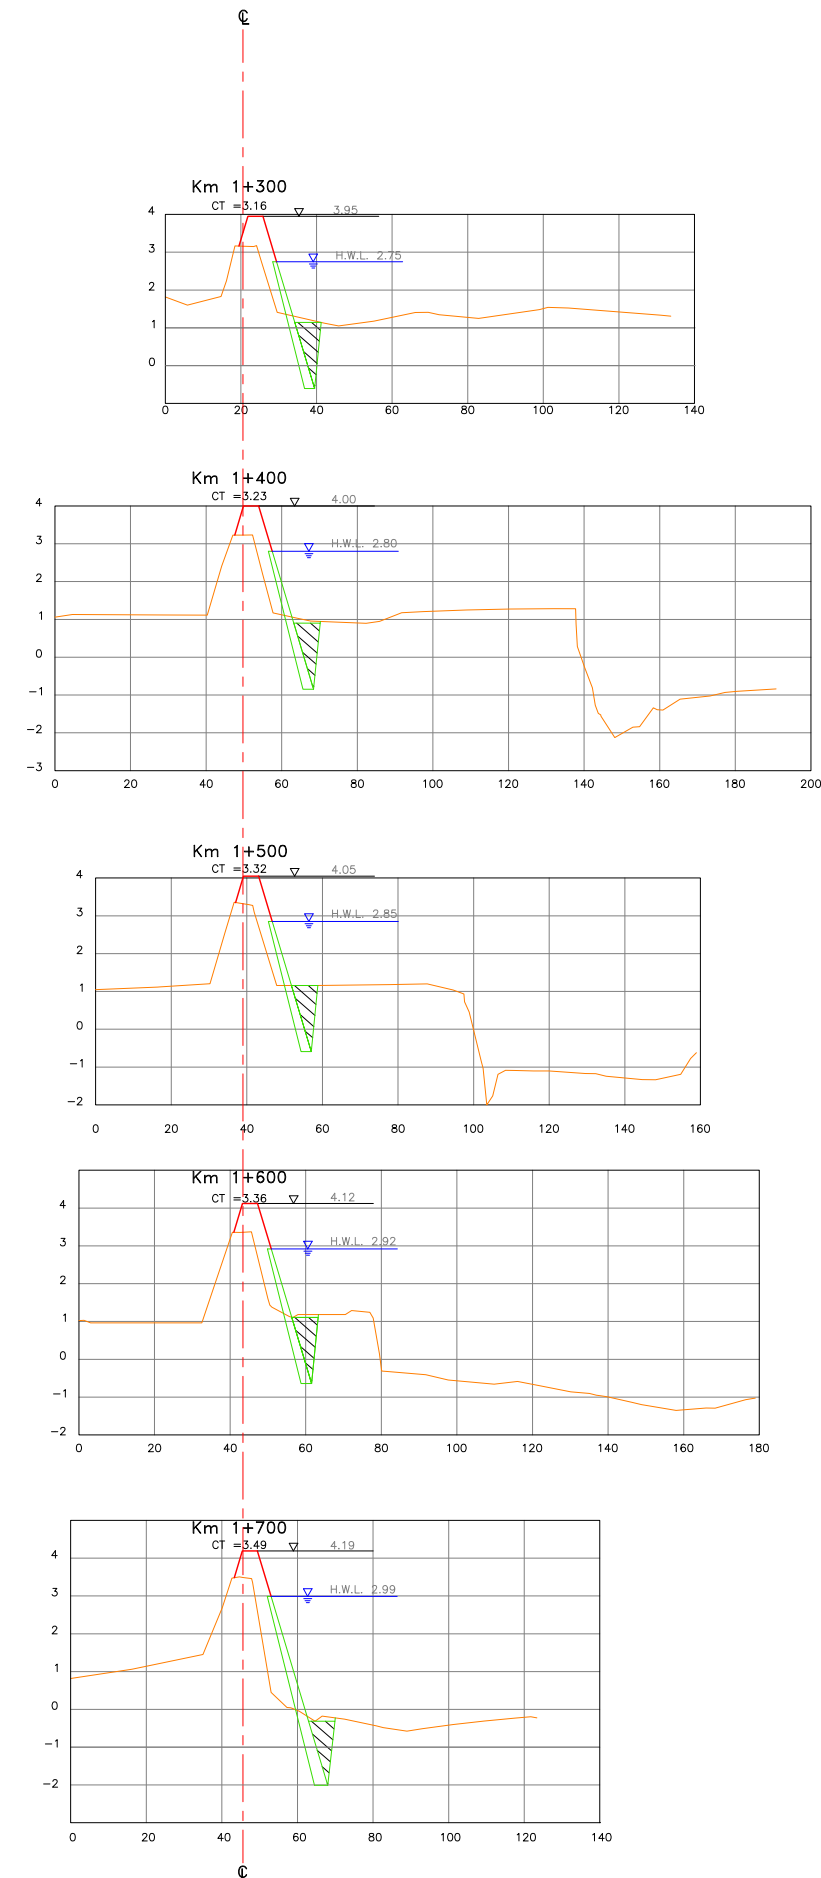 ℄
Km 1+300
CT =3.16
3.95
H.W.L. 2.75
4
3
2
1
0
0 20 40 60 80 100 120 140
Km 1+400
CT =3.23
4.00
H.W.L. 2.80
4
3
2
1
0
-1
-2
-3
0 20 40 60 80 100 120 140 160 180 200
Km 1+500
CT =3.32
4.05
H.W.L. 2.85
4
3
2
1
0
-1
-2
0 20 40 60 80 100 120 140 160
Km 1+600
CT =3.36
4.12
H.W.L. 2.92
4
3
2
1
0
-1
-2
0 20 40 60 80 100 120 140 160 180
Km 1+700
CT =3.49
4.19
H.W.L. 2.99
4
3
2
1
0
-1
-2
0 20 40 60 80 100 120 140
℄